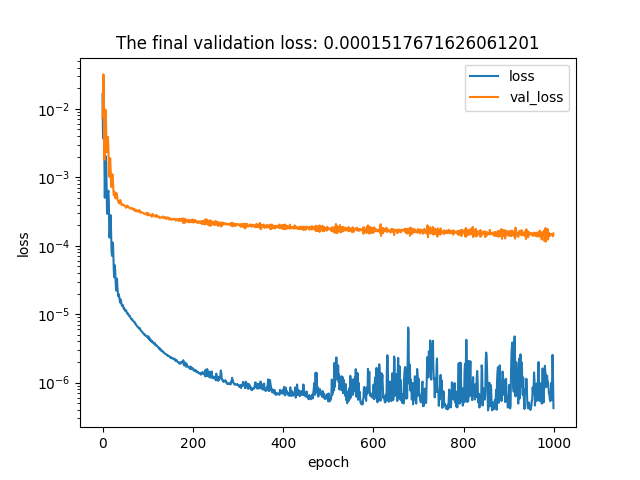 The final validation loss: 0.0001517671626061201
loss
val_loss
10⁻²
10⁻³
10⁻⁴
10⁻⁵
10⁻⁶
loss
0
200
400
600
800
1000
epoch